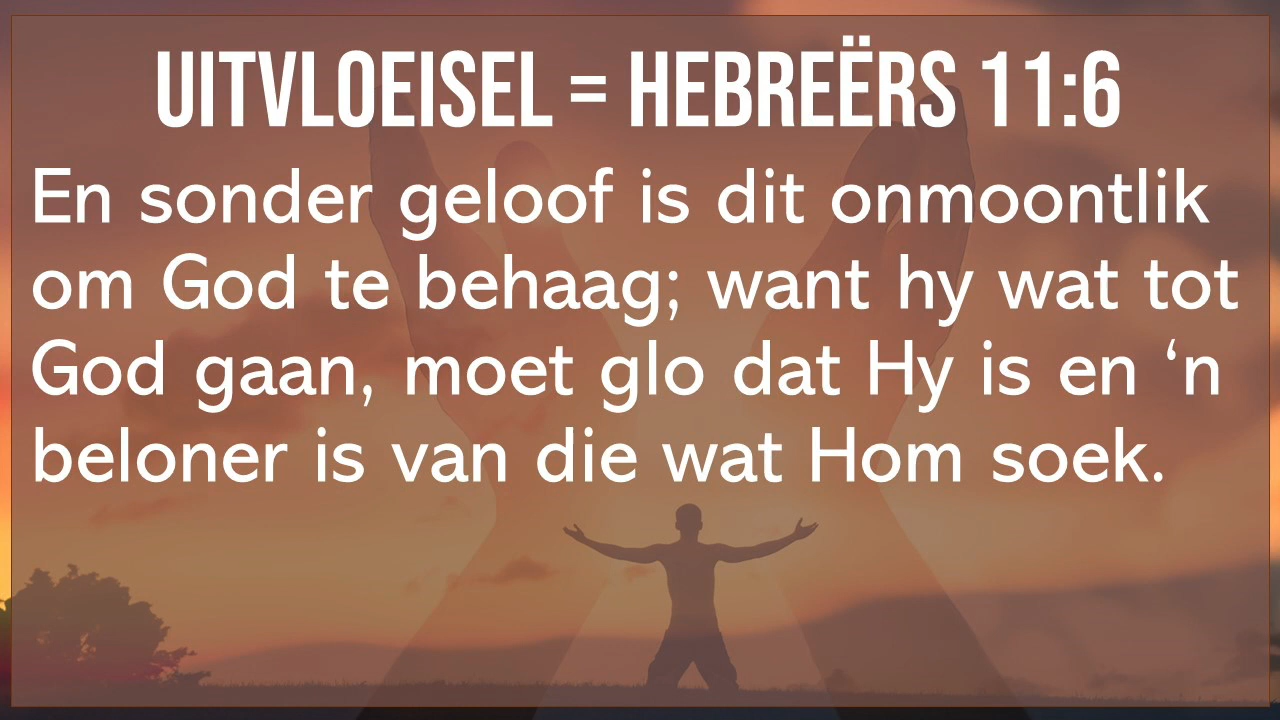 UITVLOEISEL = HEBREËRS 11:6
En sonder geloof is dit onmoontlik
om God te behaag; want hy wat tot
God gaan, moet glo dat Hy is en ‘n
beloner is van die wat Hom soek.